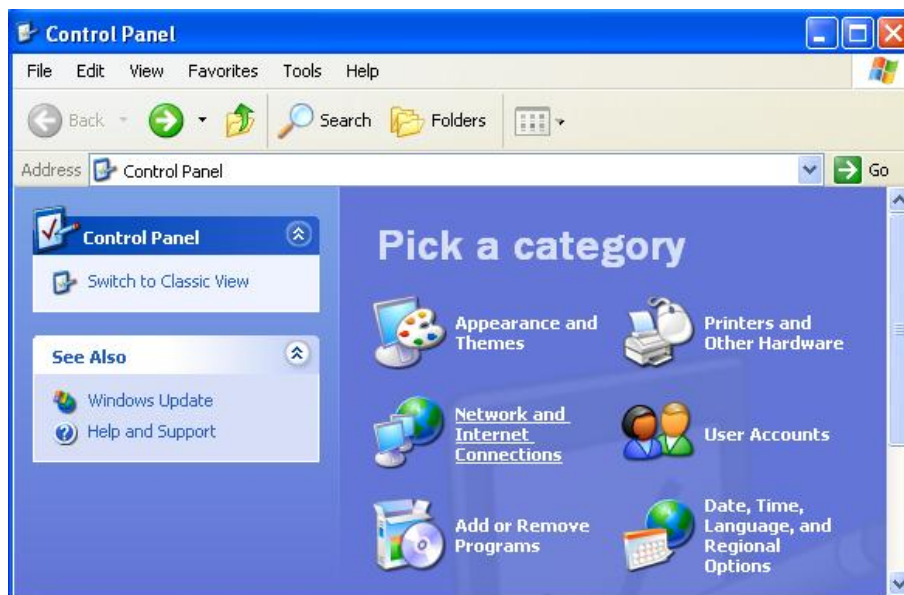 Control Panel
File Edit View Favorites Tools Help
Back Search Folders
Address Control Panel Go
Control Panel
Switch to Classic View
See Also
Windows Update
Help and Support
Pick a category
Appearance and
Themes
Printers and
Other Hardware
Network and
Internet
Connections
User Accounts
Add or Remove
Programs
Date, Time,
Language, and
Regional
Options